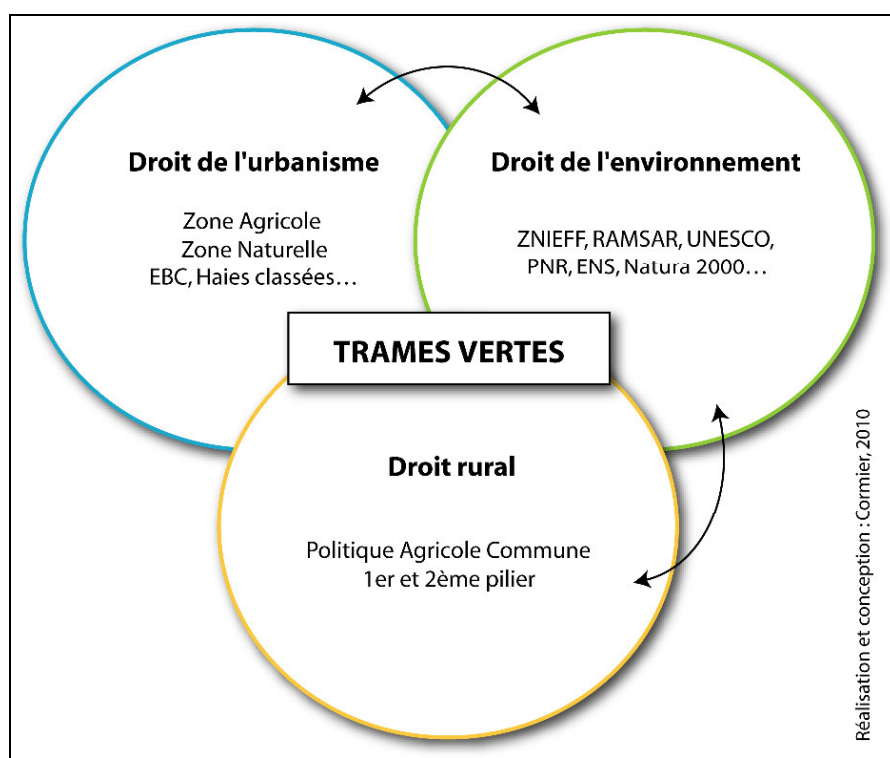 Droit de l'urbanisme
Zone Agricole
Zone Naturelle
EBC, Haies classées...
Droit de l'environnement
ZNIEFF, RAMSAR, UNESCO,
PNR, ENS, Natura 2000...
TRAMES VERTES
Droit rural
Politique Agricole Commune
1er et 2ème pilier
Réalisation et conception : Cormier, 2010